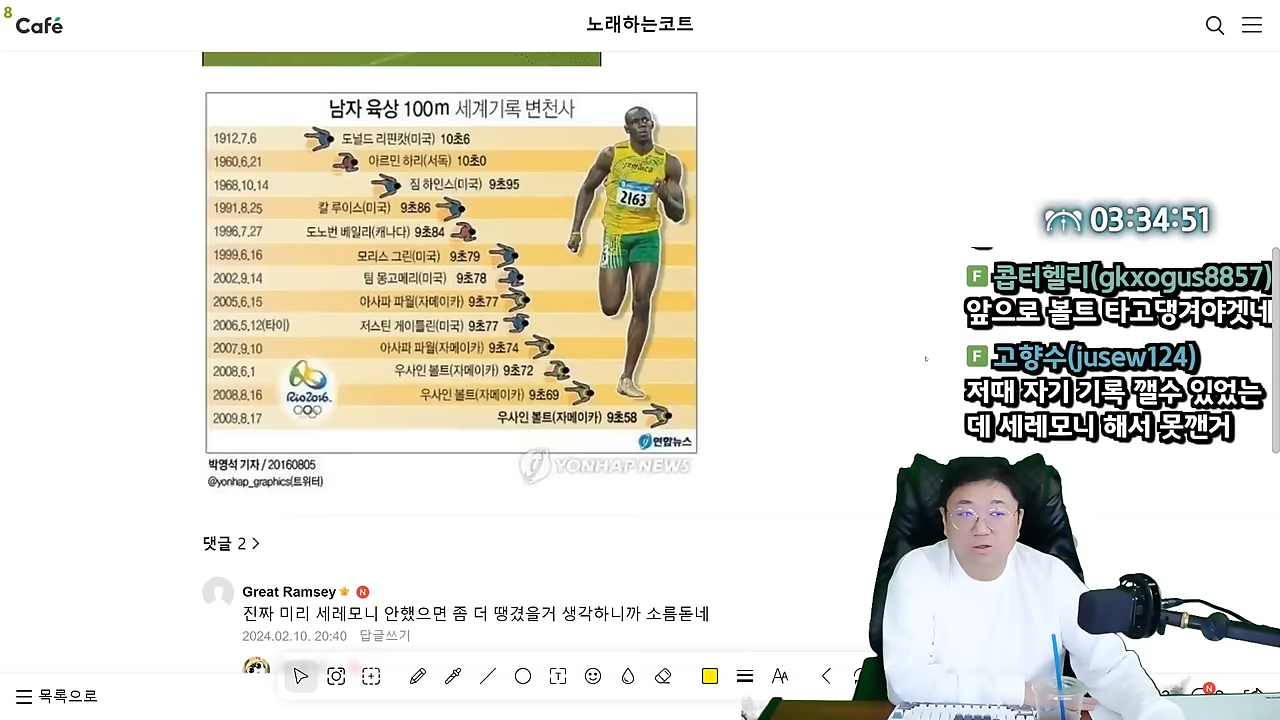 8
Café
노래하는코트
남자 육상 100m 세계기록 변천사
1912.7.6 도널드 리핀캇(미국) 10초6
1960.6.21 아르민 하리(서독) 10초0
1968.10.14 짐 하인스(미국) 9초95
1991.8.25 칼 루이스(미국) 9초86
1996.7.27 도노번 베일리(캐나다) 9초84
1999.6.16 모리스 그린(미국) 9초79
2002.9.14 팀 몽고메리(미국) 9초78
2005.6.15 아사파 파월(자메이카) 9초77
2006.5.12(타이) 저스틴 게이틀린(미국) 9초77
2007.9.10 아사파 파월(자메이카) 9초74
2008.6.1 우사인 볼트(자메이카) 9초72
2008.8.16 우사인 볼트(자메이카) 9초69
2009.8.17 우사인 볼트(자메이카) 9초58
Rio2016.
jamaica
2163
연합뉴스
박영석 기자 / 20160805
@yonhap_graphics(트위터)
YONHAP NEWS
03:34:51
F 콥터헬리(gkxogus8857)
앞으로 볼트 타고댕겨야겟네
F 고향수(jusew124)
저때 자기 기록 깰수 있었는
데 세레모니 해서 못깬거
댓글 2
Great Ramsey N
진짜 미리 세레모니 안했으면 좀 더 땡겼을거 생각하니까 소름돋네
2024.02.10. 20:40 답글쓰기
목록으로
N